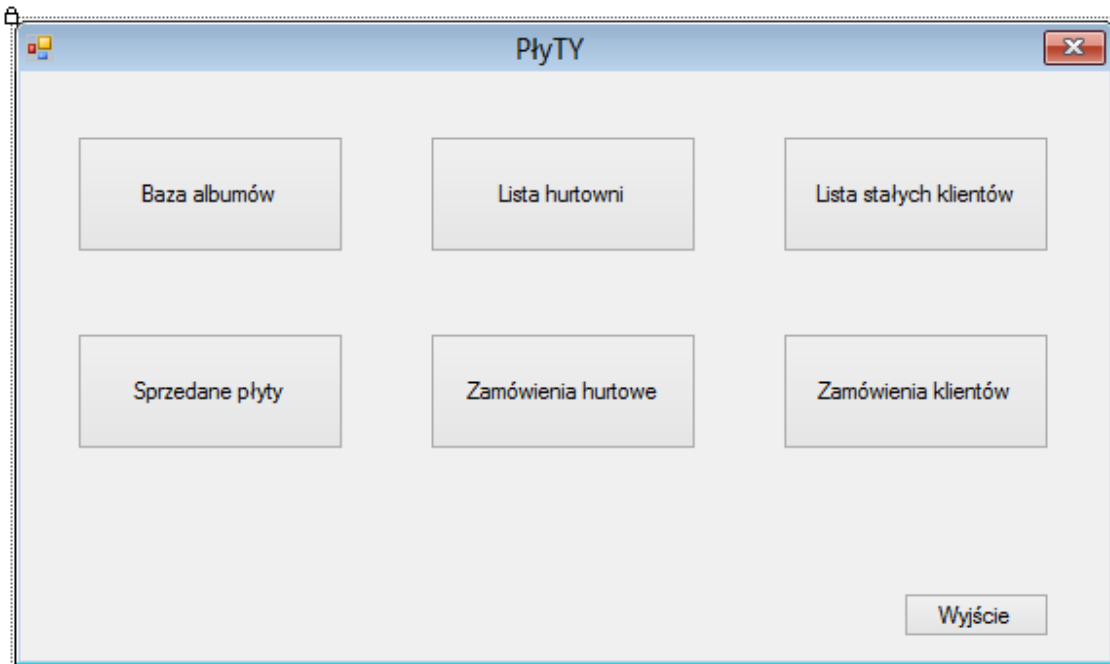 PłyTY
Baza albumów
Lista hurtowni
Lista stałych klientów
Sprzedane płyty
Zamówienia hurtowe
Zamówienia klientów
Wyjście